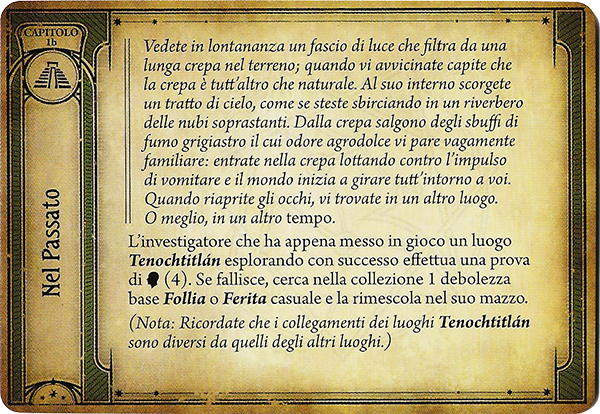 CAPITOLO
1b
Nel Passato
Vedete in lontananza un fascio di luce che filtra da una
lunga crepa nel terreno; quando vi avvicinate capite che
la crepa è tutt'altro che naturale. Al suo interno scorgete
un tratto di cielo, come se steste sbirciando in un riverbero
delle nubi soprastanti. Dalla crepa salgono degli sbuffi di
fumo grigiastro il cui odore agrodolce vi pare vagamente
familiare: entrate nella crepa lottando contro l'impulso
di vomitare e il mondo inizia a girare tutt'intorno a voi.
Quando riaprite gli occhi, vi trovate in un altro luogo.
O meglio, in un altro tempo.
L'investigatore che ha appena messo in gioco un luogo
Tenochtitlán esplorando con successo effettua una prova
di (4). Se fallisce, cerca nella collezione 1 debolezza
base Follia o Ferita casuale e la rimescola nel suo mazzo.
(Nota: Ricordate che i collegamenti dei luoghi Tenochtitlán
sono diversi da quelli degli altri luoghi.)